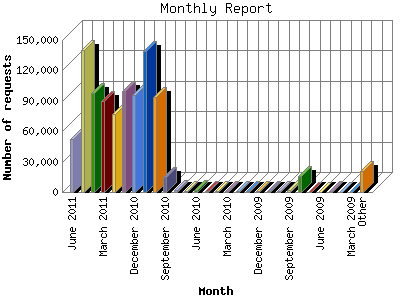 Monthly Report
Number of requests
150,000
120,000
90,000
60,000
30,000
0
June 2011
March 2011
December 2010
September 2010
June 2010
March 2010
December 2009
September 2009
June 2009
March 2009
Other
Month